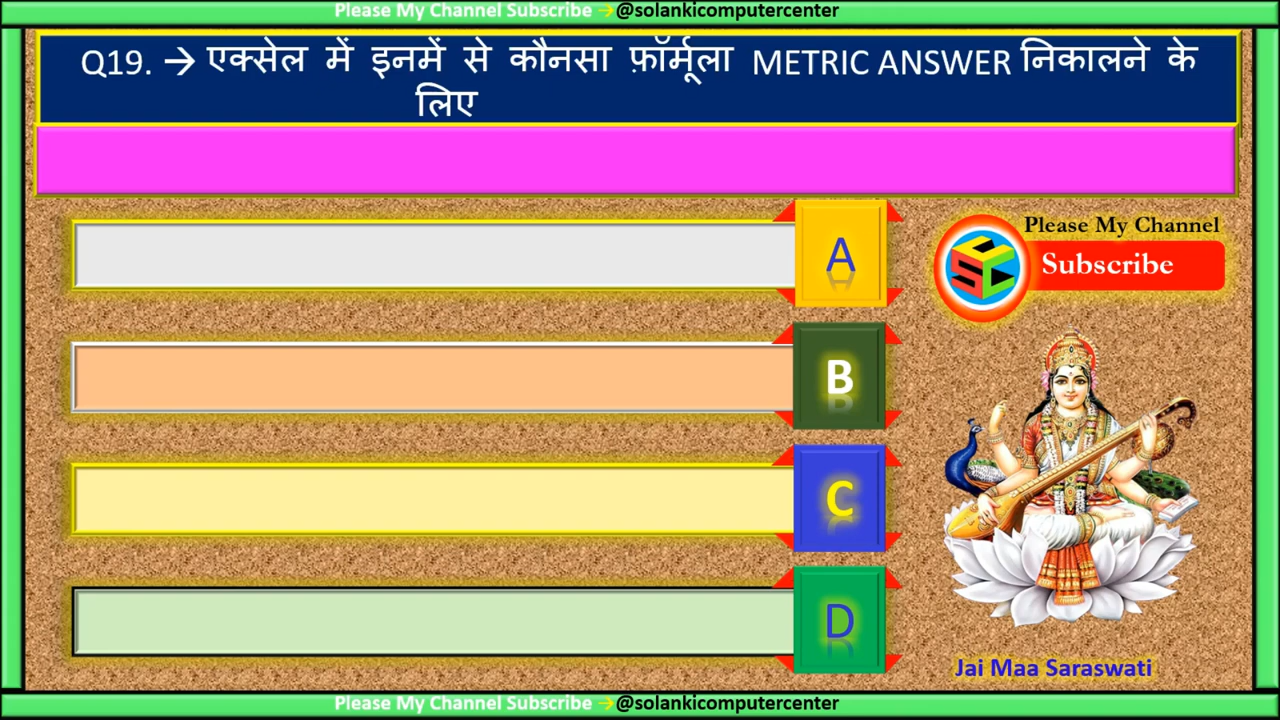 Please My Channel Subscribe → @solankicomputercenter
Q19. → एक्सेल में इनमें से कौनसा फ़ॉर्मूला METRIC ANSWER निकालने के
लिए
A
Please My Channel
Subscribe
B
C
D
Jai Maa Saraswati
Please My Channel Subscribe → @solankicomputercenter